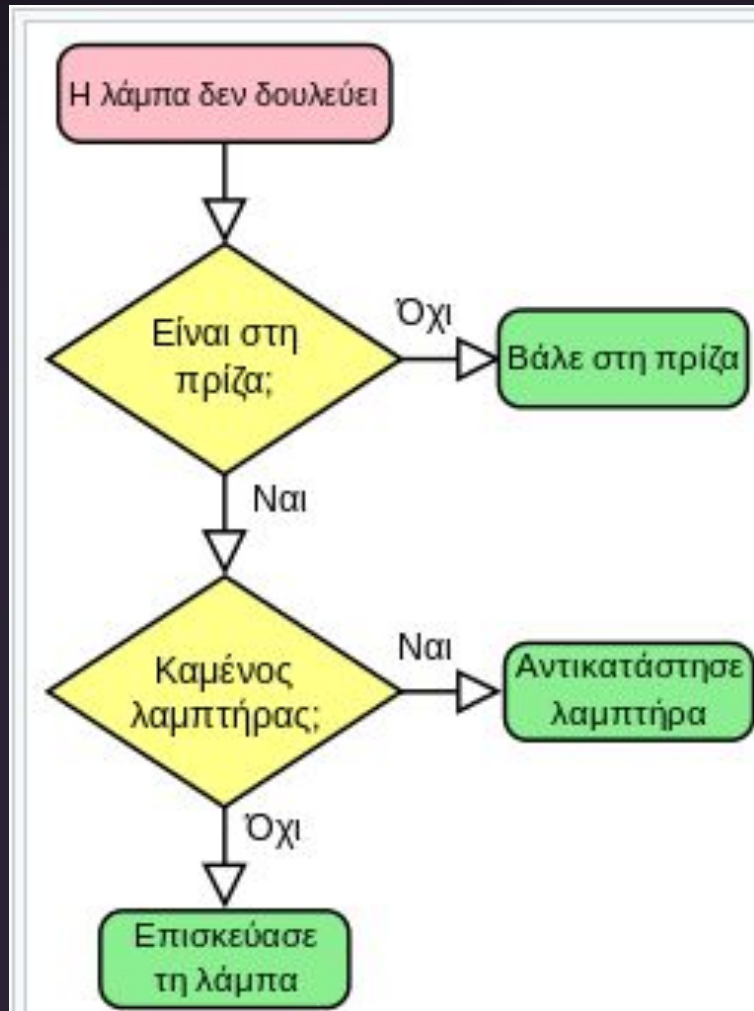 Η λάμπα δεν δουλεύει
Είναι στη
πρίζα;
Όχι
Βάλε στη πρίζα
Ναι
Καμένος
λαμπτήρας;
Ναι
Αντικατάστησε
λαμπτήρα
Όχι
Επισκεύασε
τη λάμπα